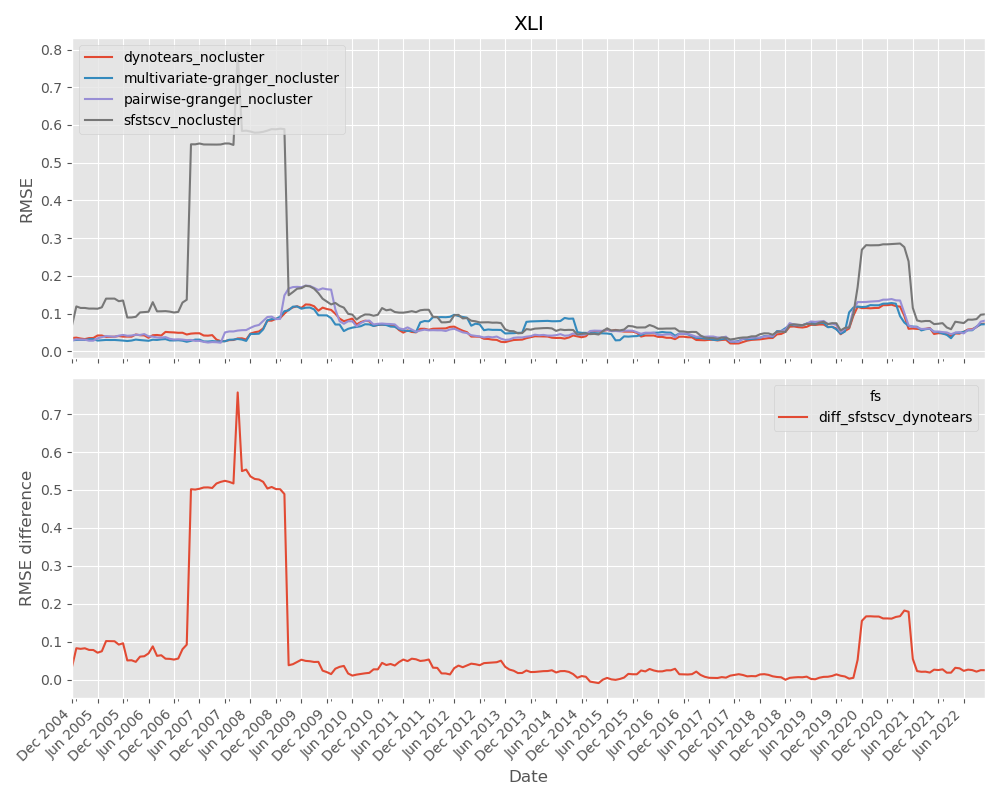 XLI
0.8
0.7
0.6
0.5
0.4
0.3
0.2
0.1
0.0
RMSE
dynotears_nocluster
multivariate-granger_nocluster
pairwise-granger_nocluster
sfstscv_nocluster
0.7
0.6
0.5
0.4
0.3
0.2
0.1
0.0
RMSE difference
fs
diff_sfstscv_dynotears
Dec 2004
Jun 2005
Dec 2005
Jun 2006
Dec 2006
Jun 2007
Dec 2007
Jun 2008
Dec 2008
Jun 2009
Dec 2009
Jun 2010
Dec 2010
Jun 2011
Dec 2011
Jun 2012
Dec 2012
Jun 2013
Dec 2013
Jun 2014
Dec 2014
Jun 2015
Dec 2015
Jun 2016
Dec 2016
Jun 2017
Dec 2017
Jun 2018
Dec 2018
Jun 2019
Dec 2019
Jun 2020
Dec 2020
Jun 2021
Dec 2021
Jun 2022
Date